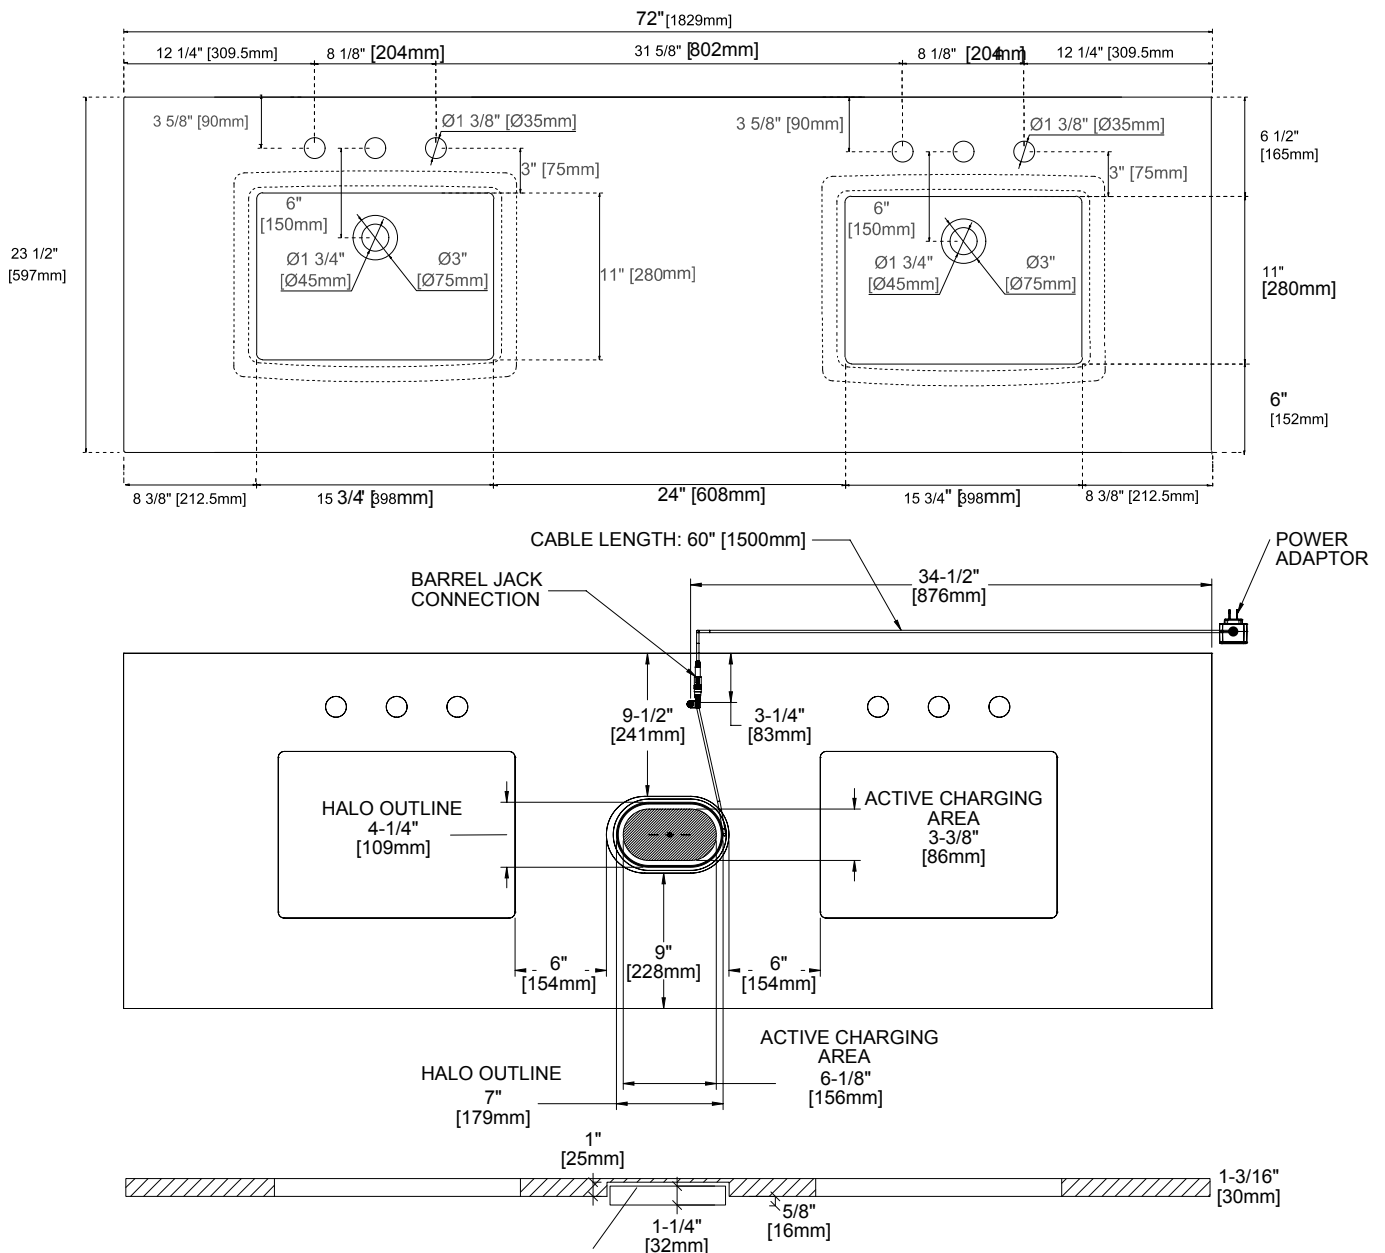 72"[1829mm]
12 1/4" [309.5mm]
8 1/8" [204mm]
31 5/8" [802mm]
8 1/8" [204mm]
12 1/4" [309.5mm
3 5/8" [90mm]
Ø1 3/8" [Ø35mm]
3 5/8" [90mm]
Ø1 3/8" [Ø35mm]
6 1/2"
[165mm]
3" [75mm]
3" [75mm]
6"
[150mm]
6"
[150mm]
23 1/2"
[597mm]
Ø1 3/4"
[Ø45mm]
Ø3"
[Ø75mm]
11" [280mm]
Ø1 3/4"
[Ø45mm]
Ø3"
[Ø75mm]
11"
[280mm]
6"
[152mm]
8 3/8" [212.5mm]
15 3/4" [398mm]
24" [608mm]
15 3/4" [398mm]
8 3/8" [212.5mm]
CABLE LENGTH: 60" [1500mm]
POWER
ADAPTOR
BARREL JACK
CONNECTION
34-1/2"
[876mm]
9-1/2"
[241mm]
3-1/4"
[83mm]
HALO OUTLINE
4-1/4"
[109mm]
ACTIVE CHARGING
AREA
3-3/8"
[86mm]
6"
[154mm]
9"
[228mm]
6"
[154mm]
ACTIVE CHARGING
AREA
6-1/8"
[156mm]
HALO OUTLINE
7"
[179mm]
1"
[25mm]
1-3/16"
[30mm]
1-1/4"
[32mm]
5/8"
[16mm]